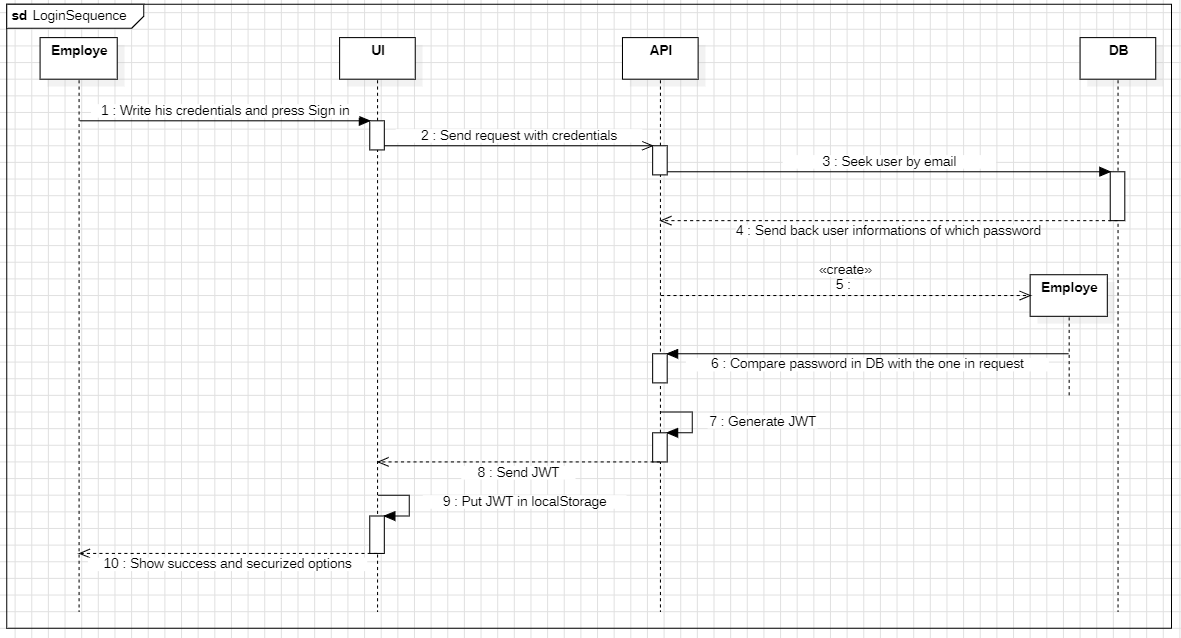 sd LoginSequence
Employe
UI
API
DB
1 : Write his credentials and press Sign in
2 : Send request with credentials
3 : Seek user by email
4 : Send back user informations of which password
«create»
5 :
Employe
6 : Compare password in DB with the one in request
7 : Generate JWT
8 : Send JWT
9 : Put JWT in localStorage
10 : Show success and securized options